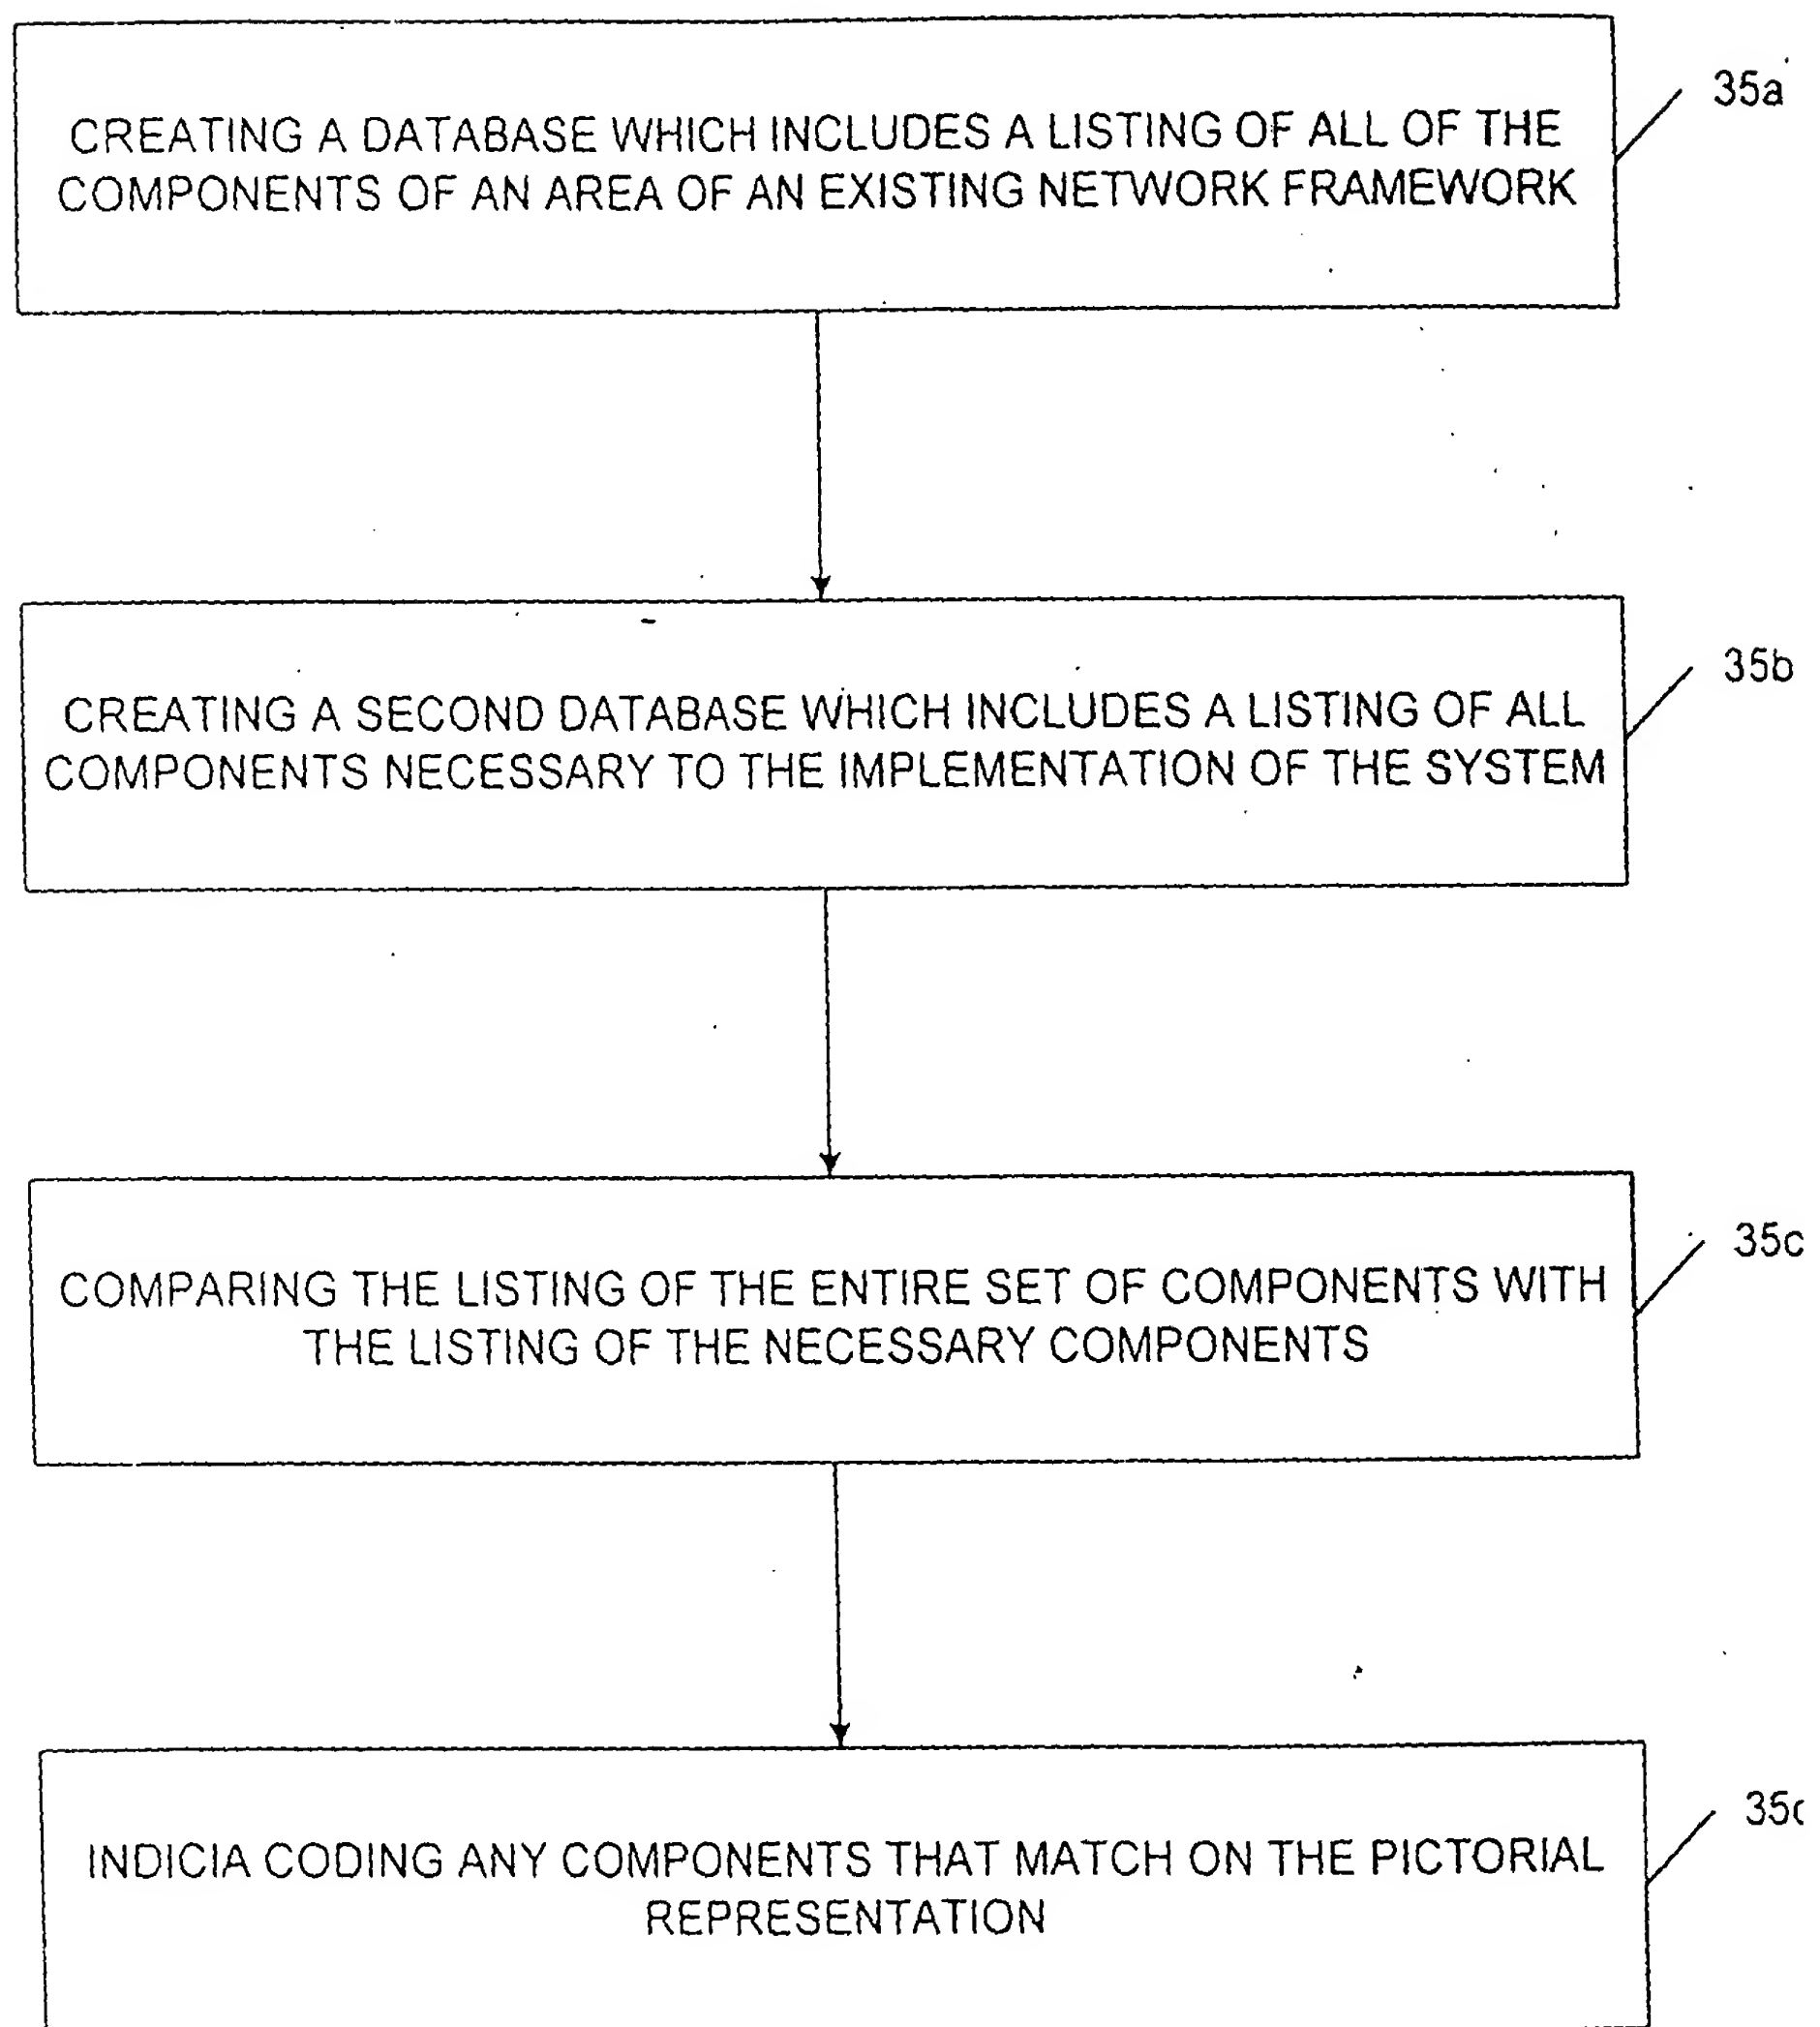 CREATING A DATABASE WHICH INCLUDES A LISTING OF ALL OF THE
COMPONENTS OF AN AREA OF AN EXISTING NETWORK FRAMEWORK
35a
CREATING A SECOND DATABASE WHICH INCLUDES A LISTING OF ALL
COMPONENTS NECESSARY TO THE IMPLEMENTATION OF THE SYSTEM
35b
COMPARING THE LISTING OF THE ENTIRE SET OF COMPONENTS WITH
THE LISTING OF THE NECESSARY COMPONENTS
35c
INDICIA CODING ANY COMPONENTS THAT MATCH ON THE PICTORIAL
REPRESENTATION